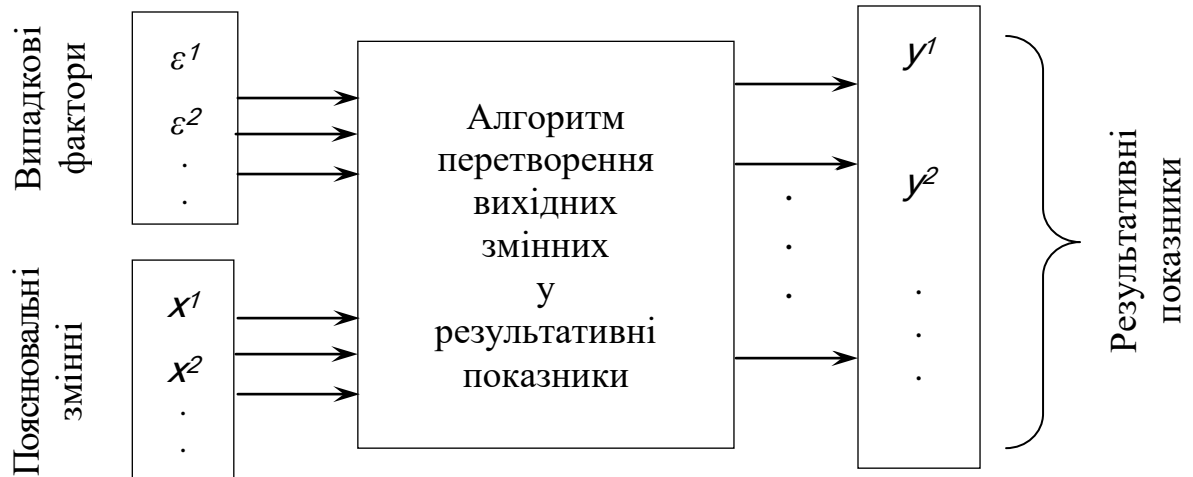 Випадкові
фактори
ε¹
ε²
.
.
Пояснювальні
змінні
x¹
x²
.
.
Алгоритм
перетворення
вихідних
змінних
у
результативні
показники
.
.
.
y¹
y²
.
.
.
Результативні
показники